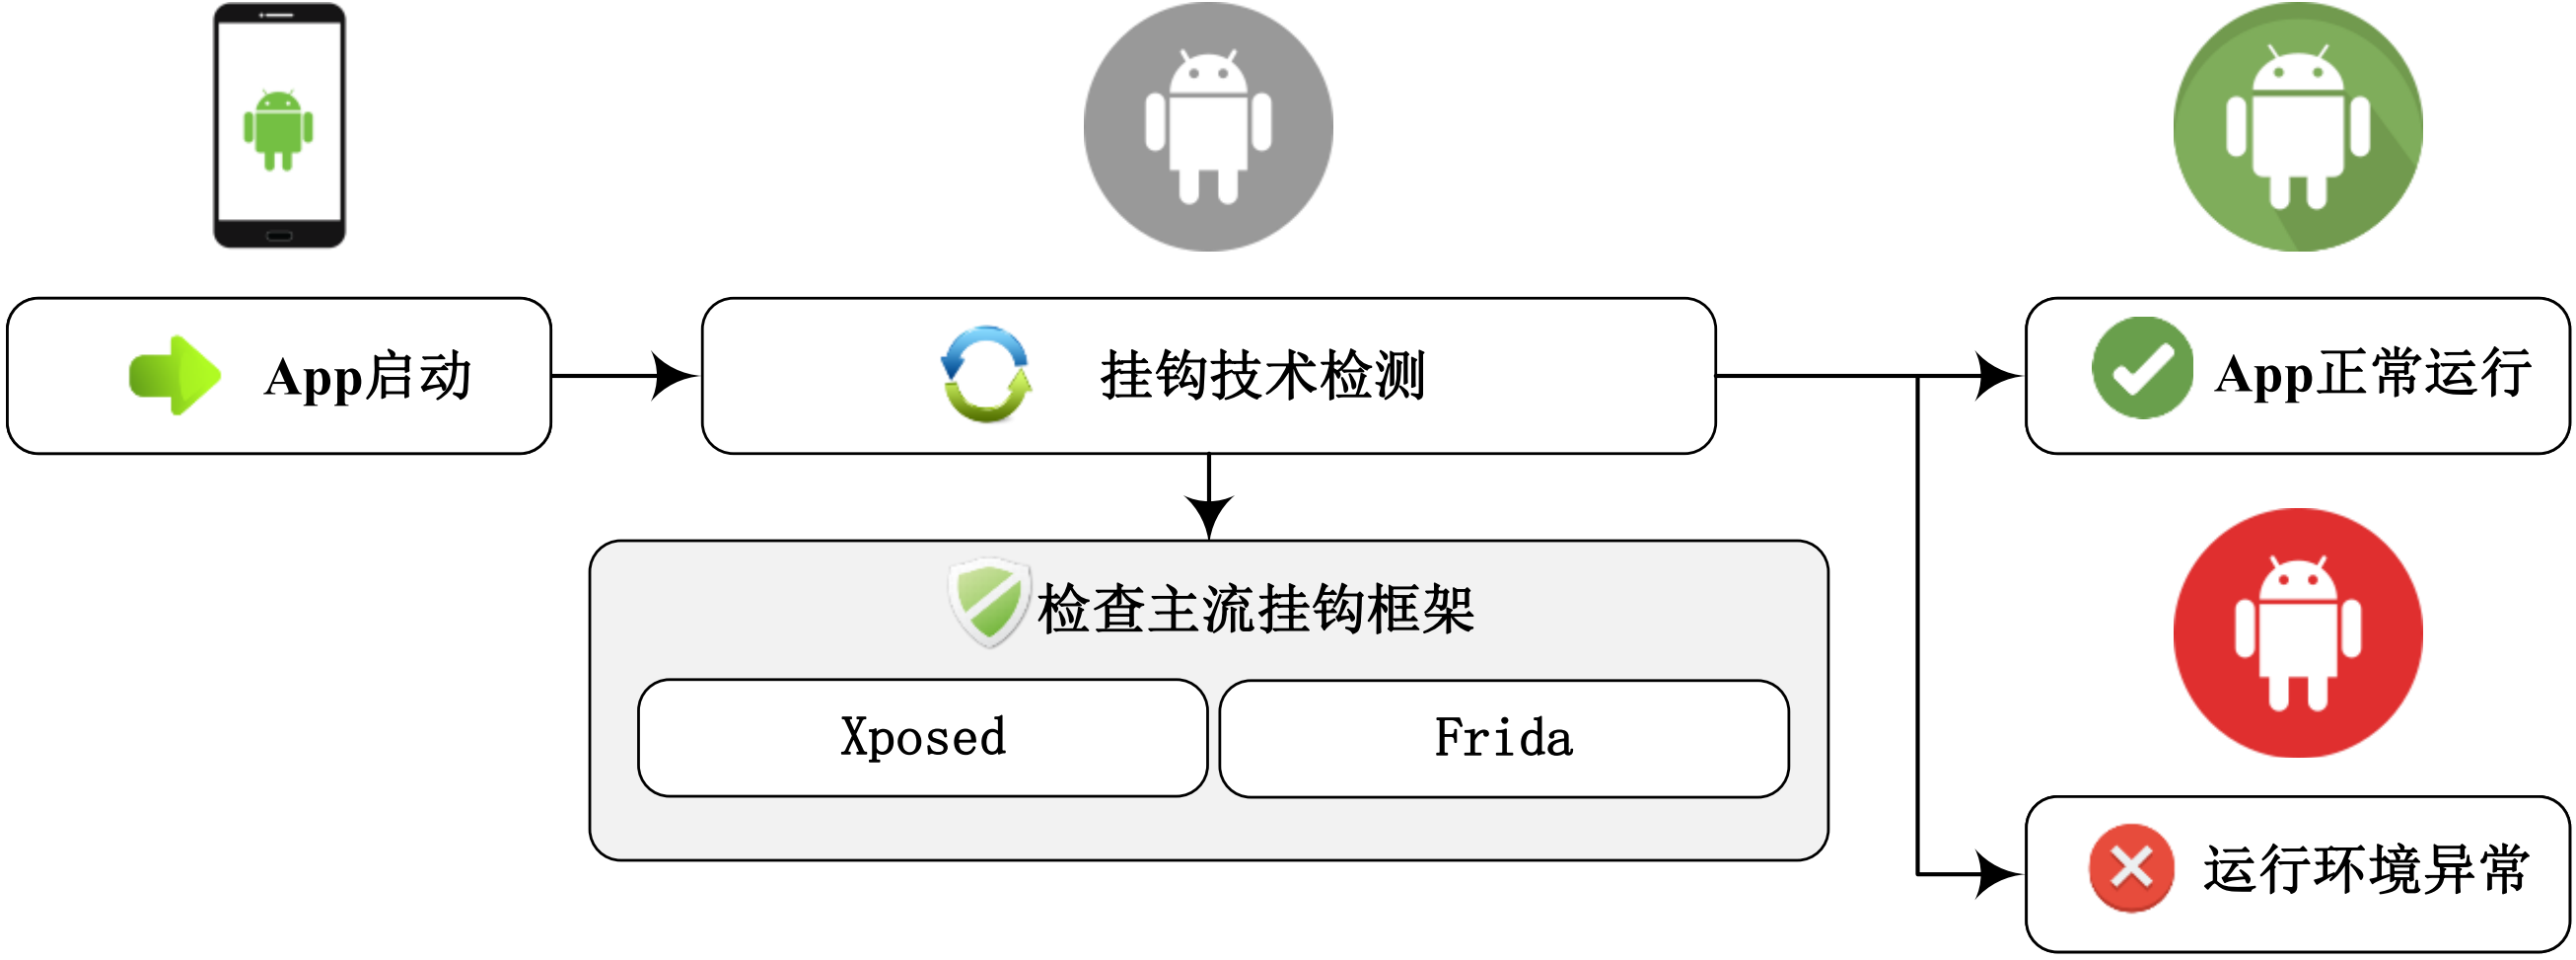 App启动
挂钩技术检测
App正常运行
检查主流挂钩框架
Xposed
Frida
运行环境异常